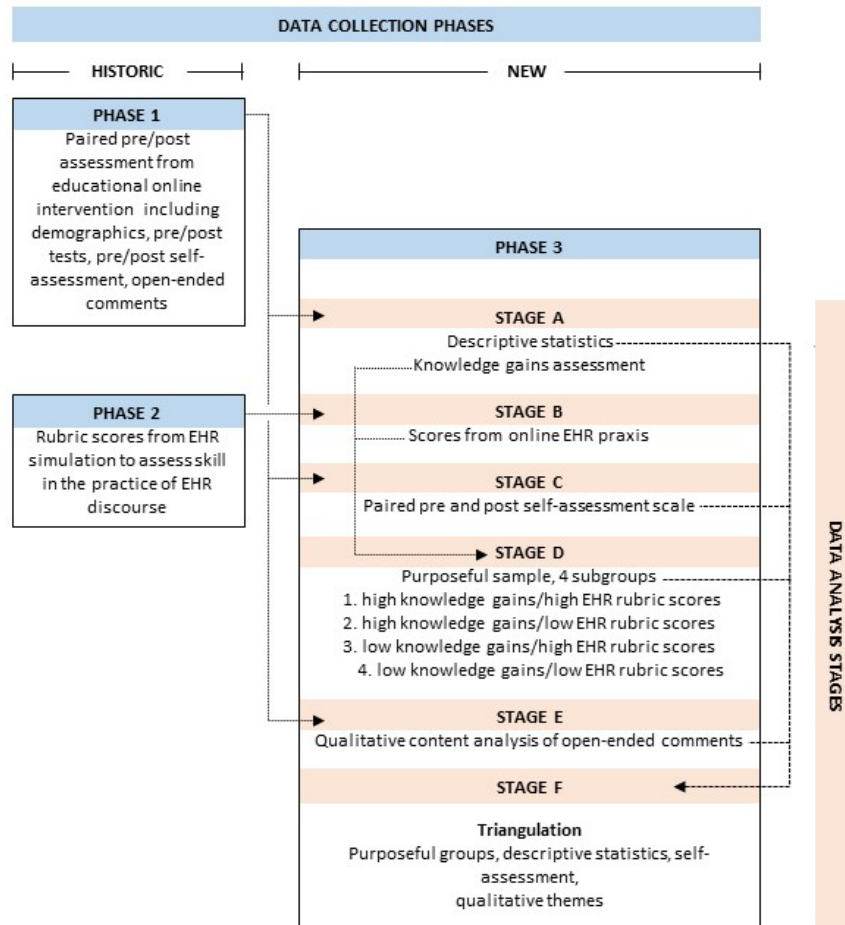 DATA COLLECTION PHASES
HISTORIC
NEW
PHASE 1
Paired pre/post
assessment from
educational online
intervention including
demographics, pre/post
tests, pre/post self-
assessment, open-ended
comments
PHASE 2
Rubric scores from EHR
simulation to assess skill
in the practice of EHR
discourse
PHASE 3
STAGE A
Descriptive statistics
Knowledge gains assessment
STAGE B
Scores from online EHR praxis
STAGE C
Paired pre and post self-assessment scale
STAGE D
Purposeful sample, 4 subgroups
1. high knowledge gains/high EHR rubric scores
2. high knowledge gains/low EHR rubric scores
3. low knowledge gains/high EHR rubric scores
4. low knowledge gains/low EHR rubric scores
STAGE E
Qualitative content analysis of open-ended comments
STAGE F
Triangulation
Purposeful groups, descriptive statistics, self-
assessment,
qualitative themes
DATA ANALYSIS STAGES